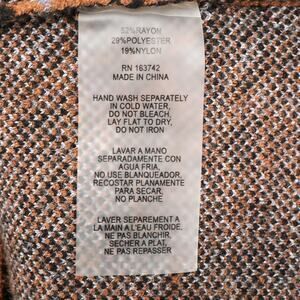 52%RAYON
29%POLYESTER
19%NYLON
RN 163742
MADE IN CHINA
HAND WASH SEPARATELY
IN COLD WATER,
DO NOT BLEACH,
LAY FLAT TO DRY,
DO NOT IRON
LAVAR A MANO
SEPARADAMENTE CON
AGUA FRIA,
NO USE BLANQUEADOR,
RECOSTAR PLANAMENTE
PARA SECAR,
NO PLANCHE
LAVER SEPAREMENT A
LA MAIN A L'EAU FROIDE,
NE PAS BLANCHIR,
SECHER A PLAT,
NE PAS REPASSER